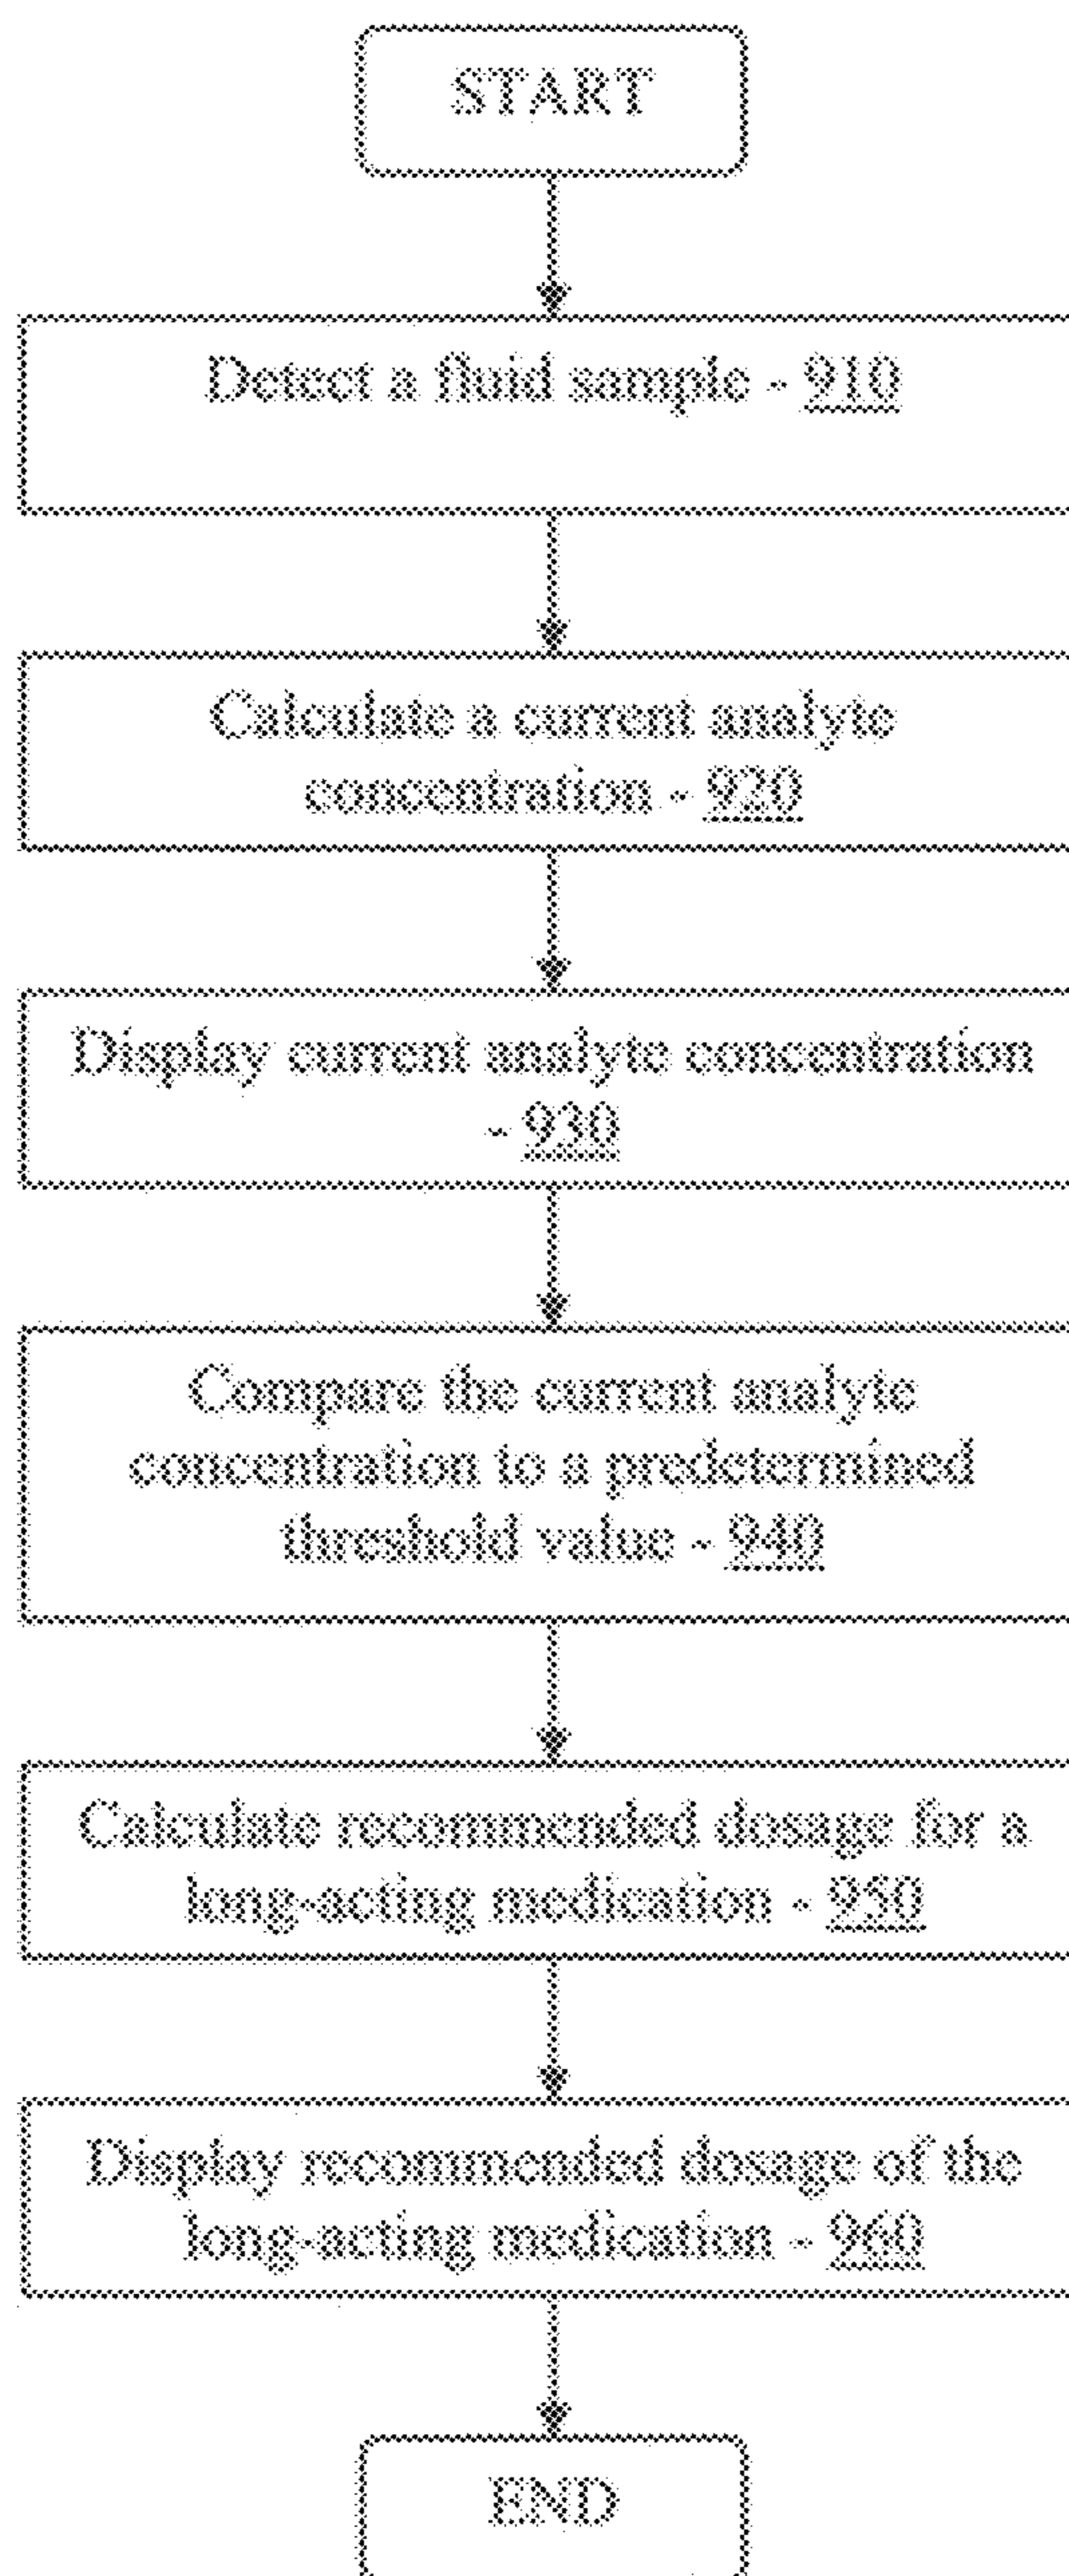 START
Detect a fluid sample - 910
Calculate a current analyte
concentration - 920
Display current analyte concentration
- 930
Compare the current analyte
concentration to a predetermined
threshold value - 940
Calculate recommended dosage for a
long-acting medication - 950
Display recommended dosage of the
long-acting medication - 960
END